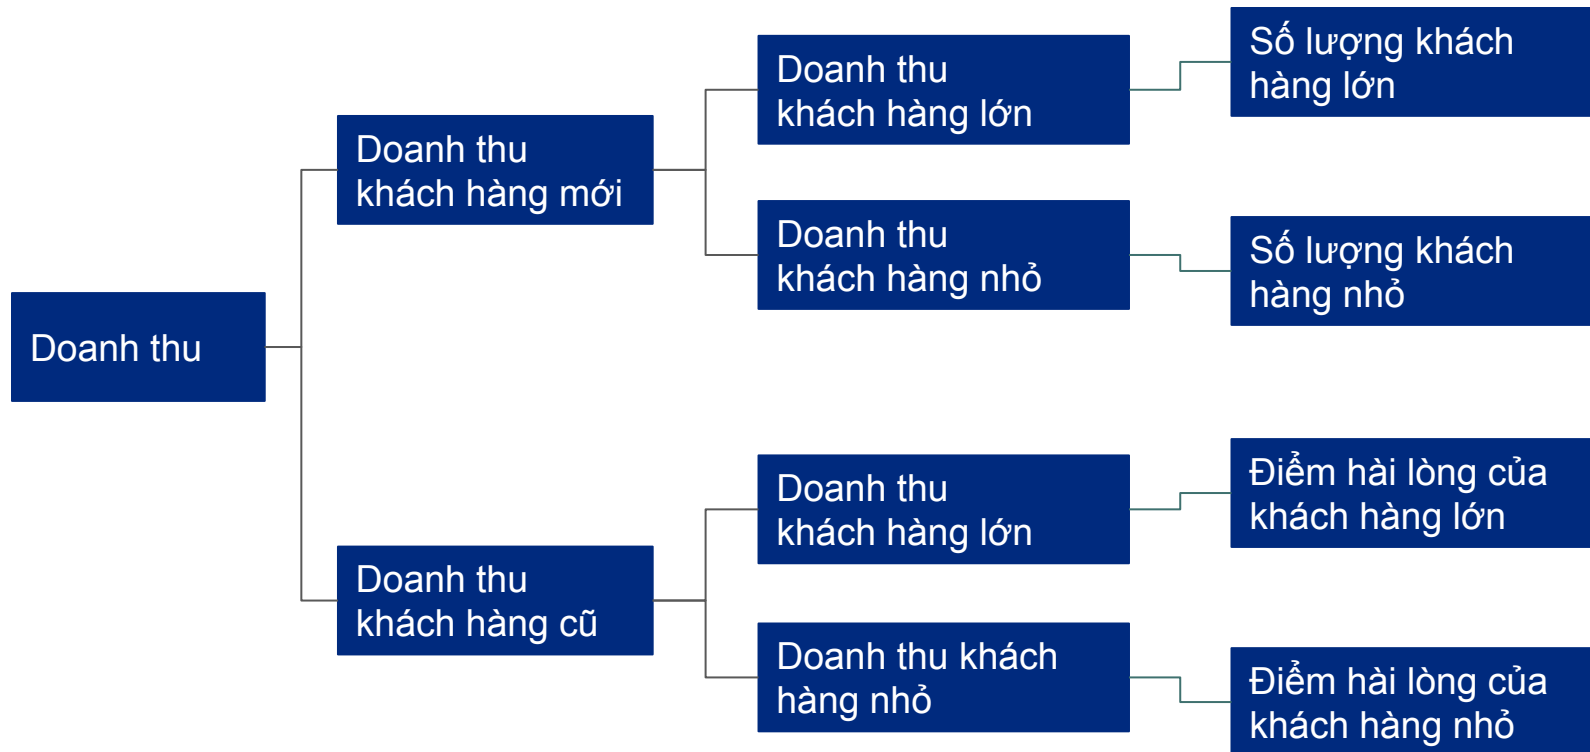 Doanh thu
Doanh thu
khách hàng mới
Doanh thu
khách hàng cũ
Doanh thu
khách hàng lớn
Doanh thu
khách hàng nhỏ
Doanh thu
khách hàng lớn
Doanh thu khách
hàng nhỏ
Số lượng khách
hàng lớn
Số lượng khách
hàng nhỏ
Điểm hài lòng của
khách hàng lớn
Điểm hài lòng của
khách hàng nhỏ